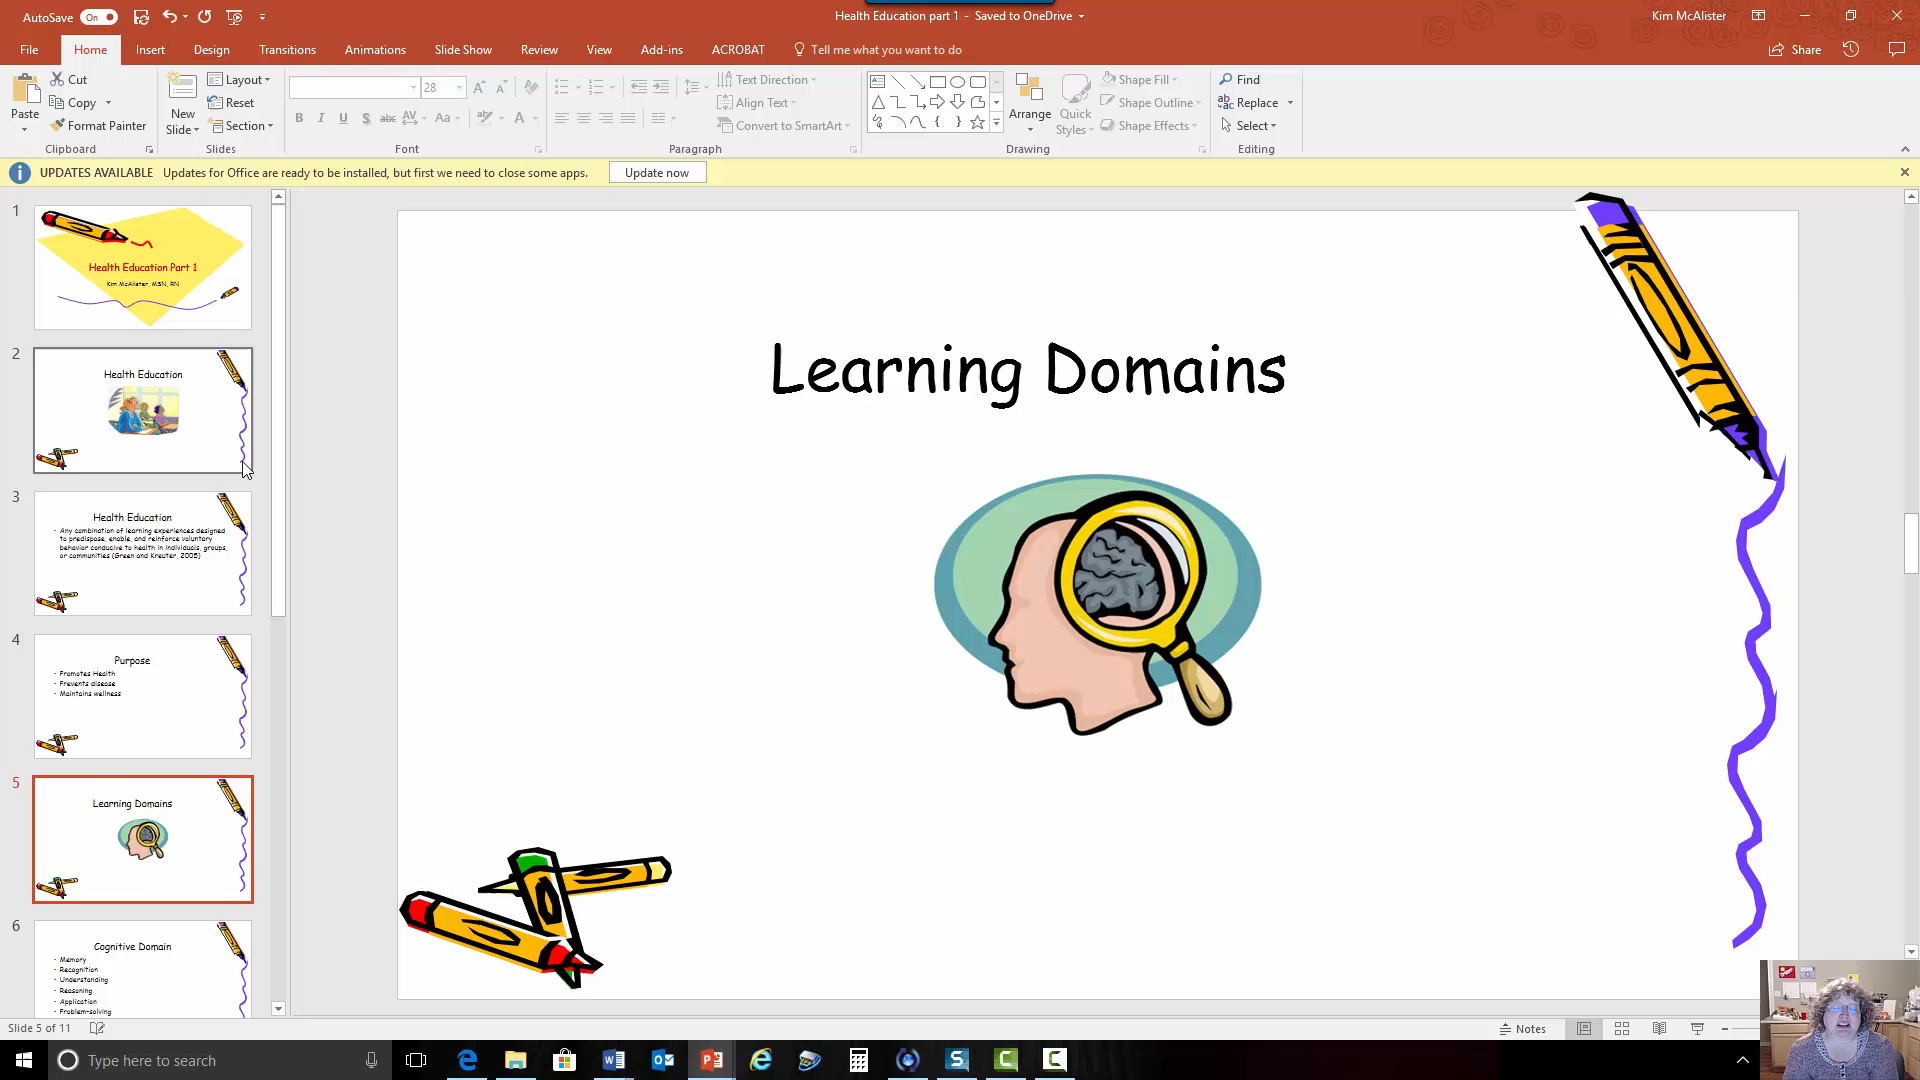 AutoSave On
Health Education part 1 - Saved to OneDrive
Kim McAlister
File Home Insert Design Transitions Animations Slide Show Review View Add-ins ACROBAT Tell me what you want to do
Share
Paste
Cut
Copy
Format Painter
Clipboard
New Slide
Layout
Reset
Section
Slides
28
B I U S abc AV Aa A
Font
Text Direction
Align Text
Convert to SmartArt
Paragraph
Arrange
Quick Styles
Shape Fill
Shape Outline
Shape Effects
Drawing
Find
Replace
Select
Editing
UPDATES AVAILABLE Updates for Office are ready to be installed, but first we need to close some apps. Update now
1
Health Education Part 1
Kim McAlister, MSN, RN
2
Health Education
3
Health Education
- Any combination of learning experiences designed
to predispose, enable, and reinforce voluntary
behavior conducive to health in individuals, groups,
or communities (Green and Kreuter, 2005)
4
Purpose
- Promotes Health
- Prevents disease
- Maintains wellness
5
Learning Domains
6
Cognitive Domain
- Memory
- Recognition
- Understanding
- Reasoning
- Application
- Problem-solving
Learning Domains
Slide 5 of 11
Notes
Type here to search